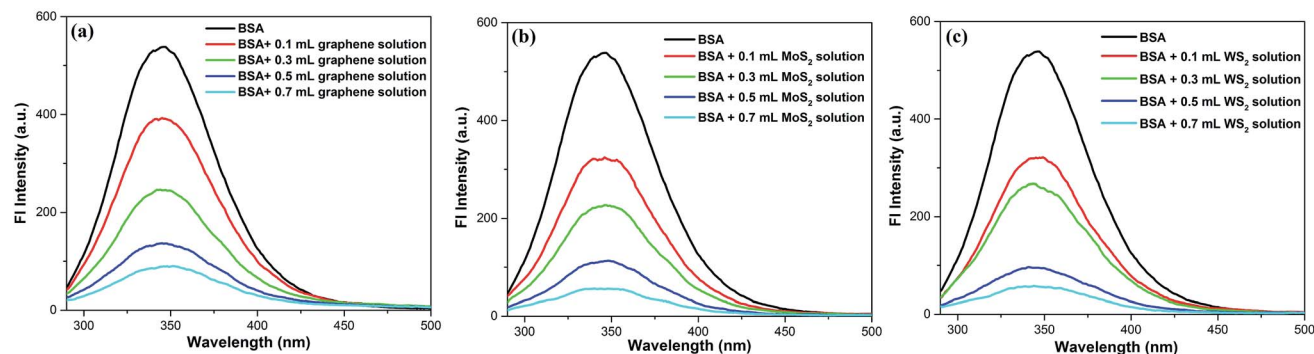 (a)
BSA
BSA+ 0.1 mL graphene solution
BSA+ 0.3 mL graphene solution
BSA+ 0.5 mL graphene solution
BSA+ 0.7 mL graphene solution
FI Intensity (a.u.)
600
400
200
0
300 350 400 450 500
Wavelength (nm)
(b)
BSA
BSA + 0.1 mL MoS₂ solution
BSA + 0.3 mL MoS₂ solution
BSA + 0.5 mL MoS₂ solution
BSA + 0.7 mL MoS₂ solution
FI Intensity (a.u.)
600
400
200
0
300 350 400 450 500
Wavelength (nm)
(c)
BSA
BSA + 0.1 mL WS₂ solution
BSA + 0.3 mL WS₂ solution
BSA + 0.5 mL WS₂ solution
BSA + 0.7 mL WS₂ solution
FI Intensity (a.u.)
600
400
200
0
300 350 400 450 500
Wavelength (nm)